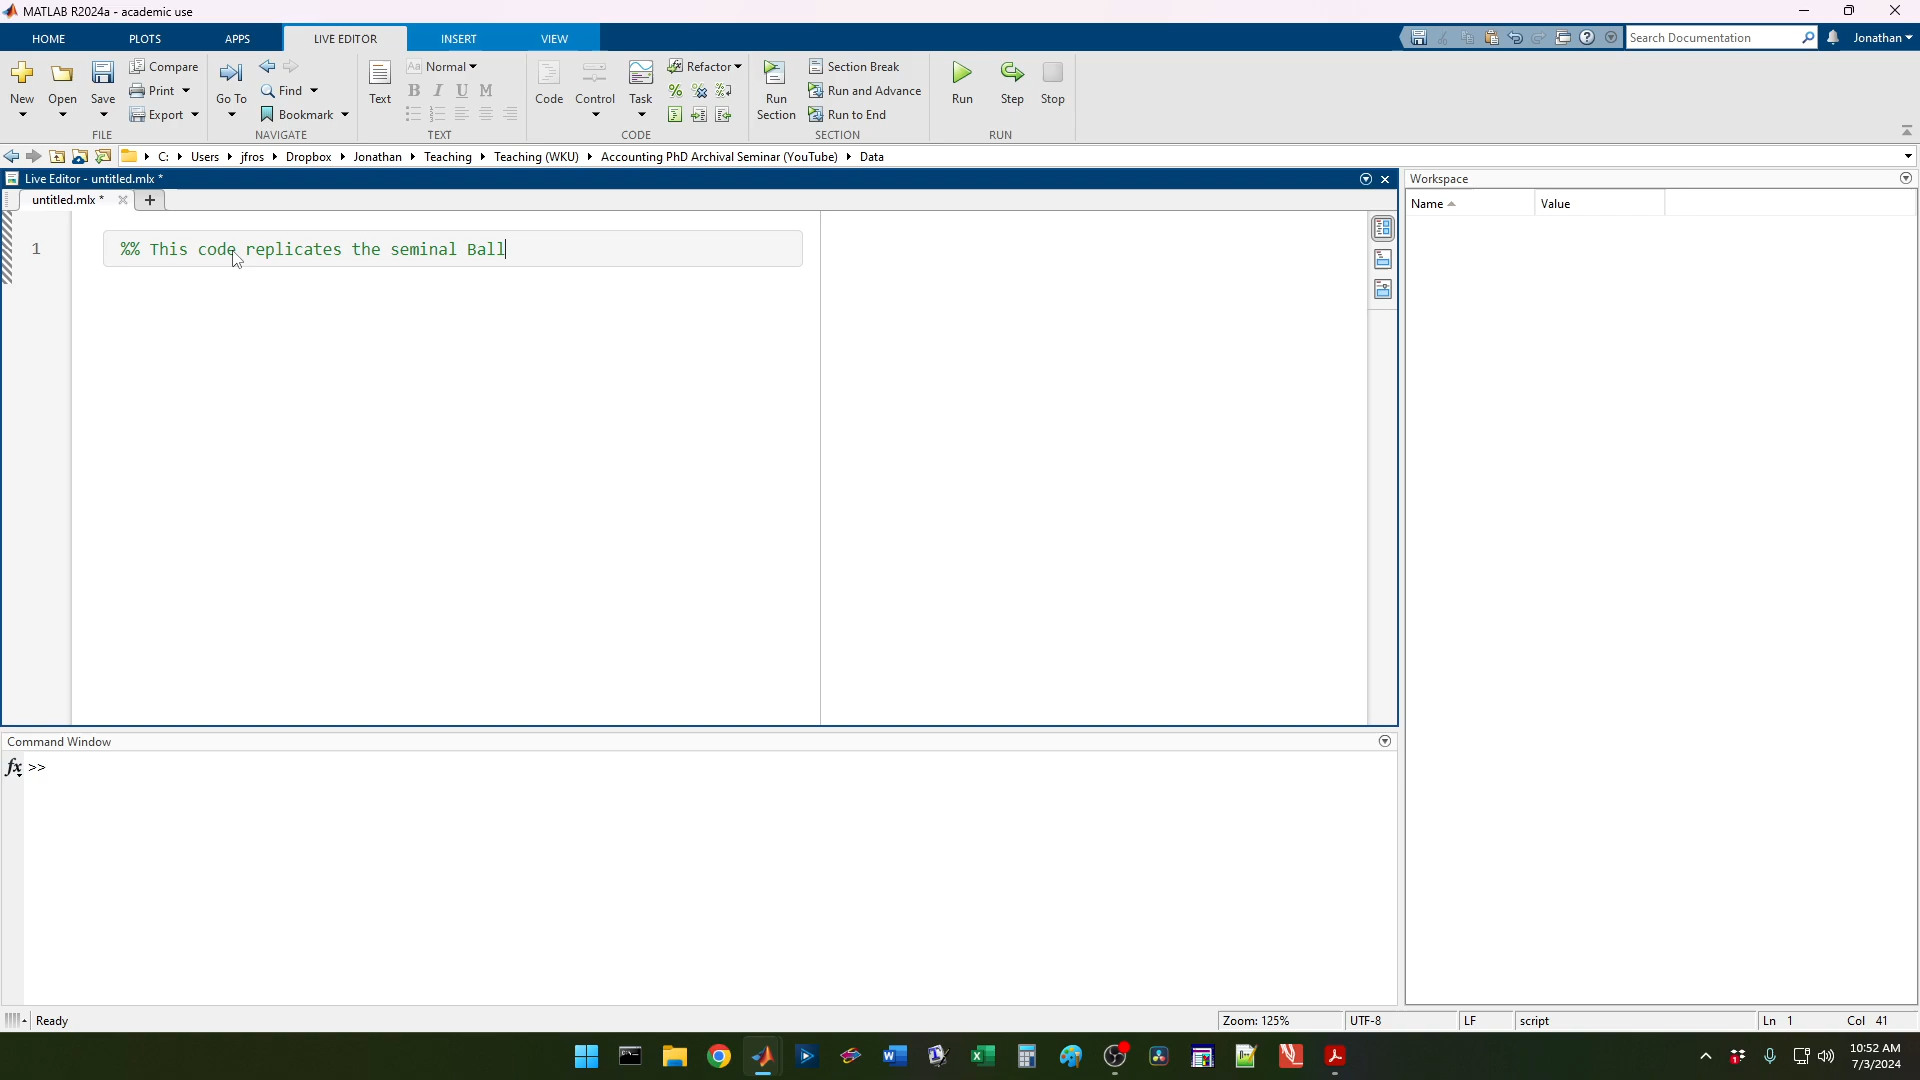 MATLAB R2024a - academic use
HOME PLOTS APPS LIVE EDITOR INSERT VIEW Search Documentation Jonathan
New Open Save Compare Print Export Go To Find Bookmark Text Normal B I U M Code Control Task Refactor Run Section Section Break Run and Advance Run to End Run Step Stop
FILE NAVIGATE TEXT CODE SECTION RUN
C: Users jfros Dropbox Jonathan Teaching Teaching (WKU) Accounting PhD Archival Seminar (YouTube) Data
Live Editor - untitled.mlx *
untitled.mlx *
1 %% This code replicates the seminal Ball
Workspace
Name Value
Command Window
fx >>
Ready Zoom: 125% UTF-8 LF script Ln 1 Col 41
10:52 AM
7/3/2024